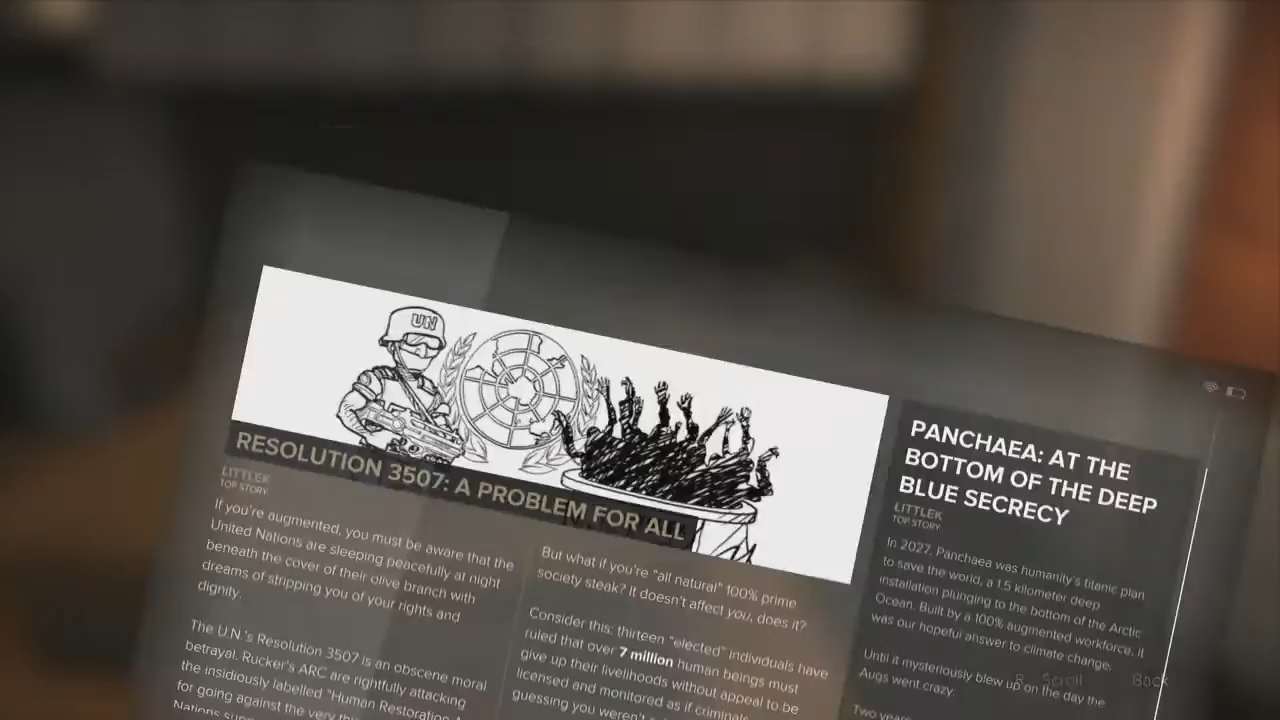 UN
RESOLUTION 3507: A PROBLEM FOR ALL
LITTLEK
TOP STORY
If you're augmented, you must be aware that the
United Nations are sleeping peacefully at night
beneath the cover of their olive branch with
dreams of stripping you of your rights and
dignity.
The U.N.'s Resolution 3507 is an obscene moral
betrayal. Rucker's ARC are rightfully attacking
the insidiously labelled "Human Restoration
for going against the very
Nations
But what if you're "all natural" 100% prime
society steak? It doesn't affect you, does it?
Consider this: thirteen "elected" individuals have
ruled that over 7 million human beings must
give up their livelihoods without appeal to be
licensed and monitored as if criminals
guessing you weren't
PANCHAEA: AT THE
BOTTOM OF THE DEEP
BLUE SECRECY
LITTLEK
TOP STORY
In 2027, Panchaea was humanity's titanic plan
to save the world, a 1.5 kilometer deep
installation plunging to the bottom of the Arctic
Ocean. Built by a 100% augmented workforce, it
was our hopeful answer to climate change.
Until it mysteriously blew up on the day the
Augs went crazy.
Two years
Scroll
Back